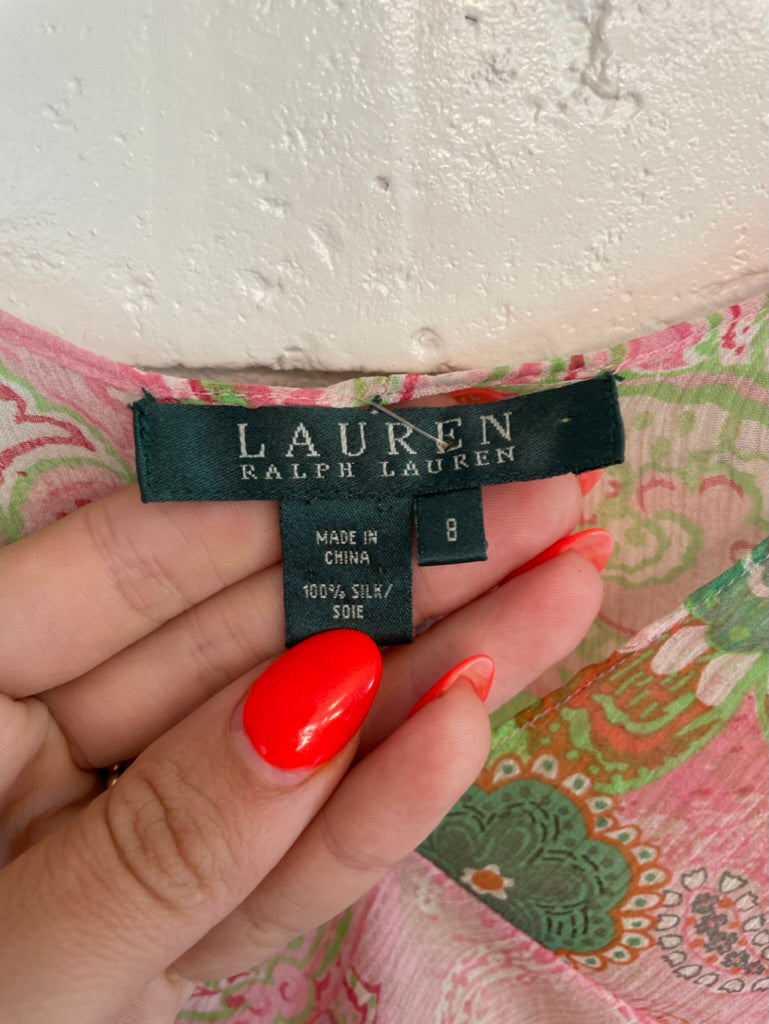 LAUREN
RALPH LAUREN
8
MADE IN
CHINA
100% SILK/
SOIE